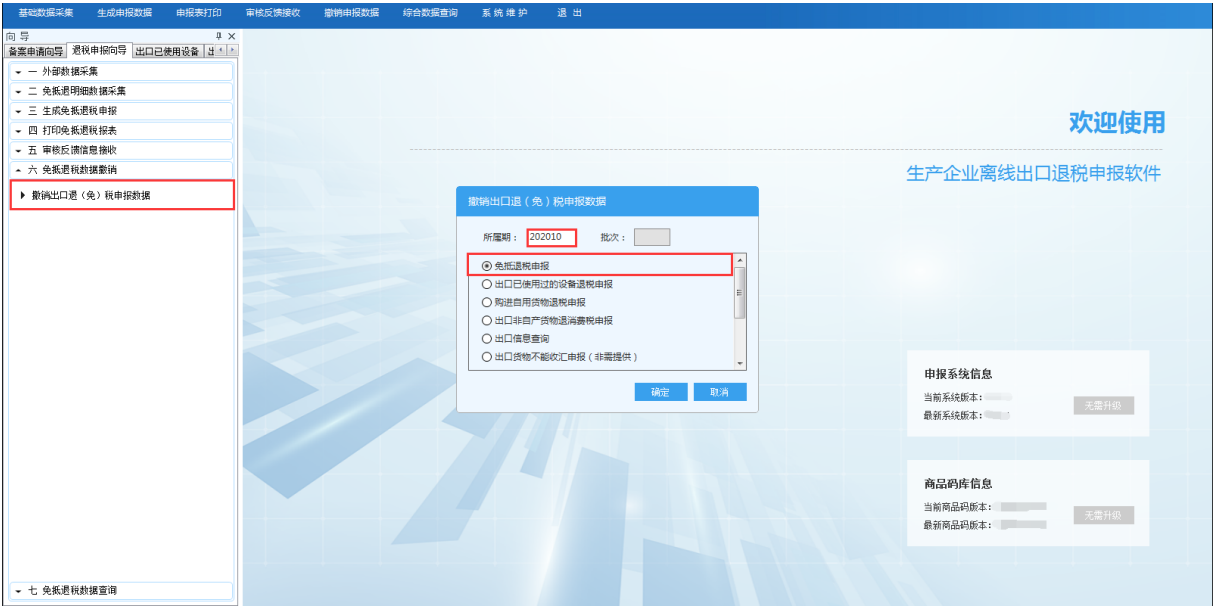 基础数据采集 生成申报数据 申报表打印 审核反馈接收 撤销申报数据 综合数据查询 系统维护 退出
向导
备案申请向导 退税申报向导 出口已使用设备
一 外部数据采集
二 免抵退明细数据采集
三 生成免抵退税申报
四 打印免抵退税报表
五 审核反馈信息接收
六 免抵退税数据撤销
撤销出口退（免）税申报数据
七 免抵退税数据查询
欢迎使用
生产企业离线出口退税申报软件
撤销出口退（免）税申报数据
所属期： 202010 批次：
免抵退税申报
出口已使用过的设备退税申报
购进自用货物退税申报
出口非自产货物退消费税申报
出口信息查询
出口货物不能收汇申报（非需提供）
确定 取消
申报系统信息
当前系统版本：
最新系统版本：
无需升级
商品码库信息
当前商品码版本：
最新商品码版本：
无需升级